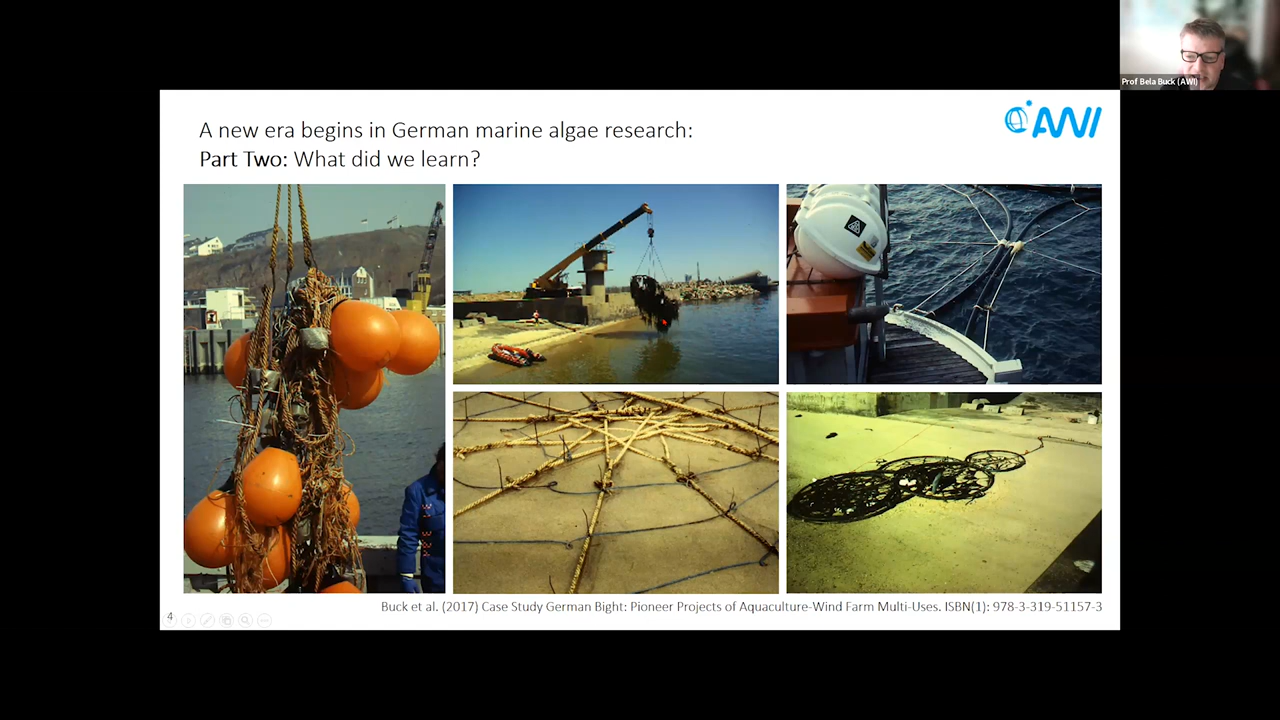 Prof Bela Buck (AWI)
AWI
A new era begins in German marine algae research:
Part Two: What did we learn?
Buck et al. (2017) Case Study German Bight: Pioneer Projects of Aquaculture-Wind Farm Multi-Uses. ISBN(1): 978-3-319-51157-3
4